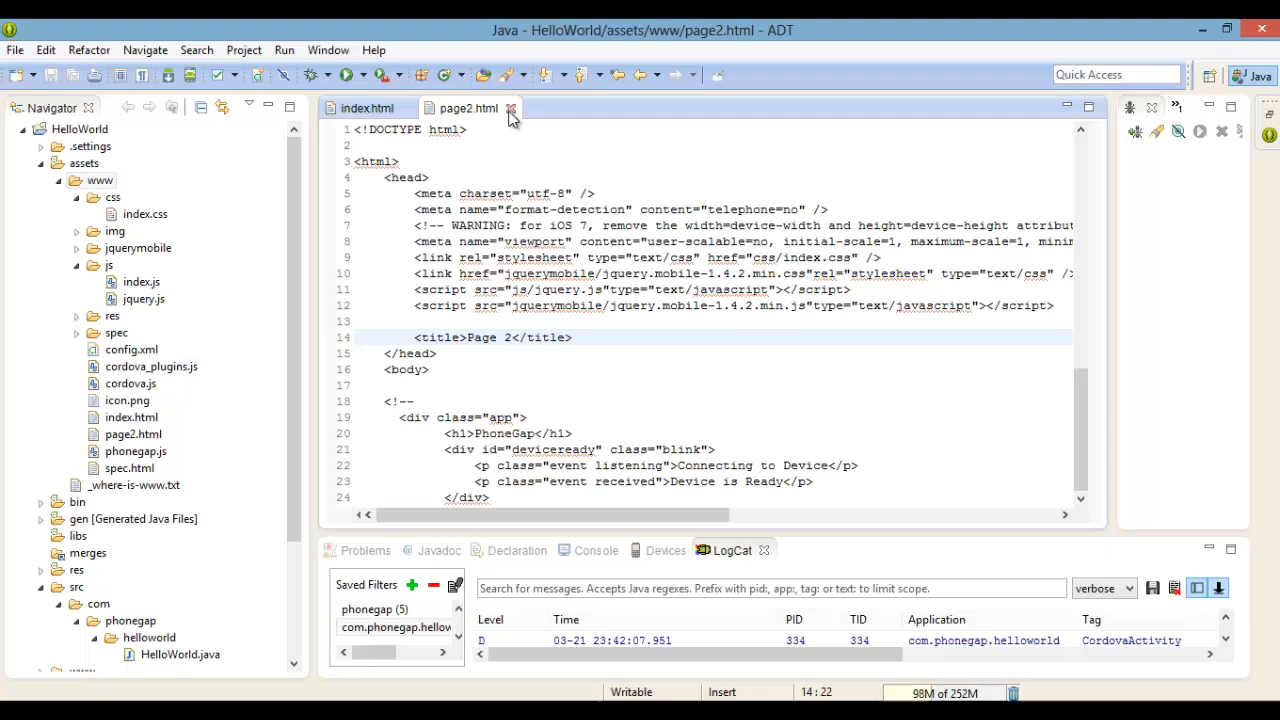 Java - HelloWorld/assets/www/page2.html - ADT
File Edit Refactor Navigate Search Project Run Window Help
Quick Access
Java
Navigator
HelloWorld
.settings
assets
www
css
index.css
img
jquerymobile
js
index.js
jquery.js
res
spec
config.xml
cordova_plugins.js
cordova.js
icon.png
index.html
page2.html
phonegap.js
spec.html
_where-is-www.txt
bin
gen [Generated Java Files]
libs
merges
res
src
com
phonegap
helloworld
HelloWorld.java
index.html page2.html
1 <!DOCTYPE html>
2
3 <html>
4 <head>
5 <meta charset="utf-8" />
6 <meta name="format-detection" content="telephone=no" />
7 <!-- WARNING: for iOS 7, remove the width=device-width and height=device-height attribut
8 <meta name="viewport" content="user-scalable=no, initial-scale=1, maximum-scale=1, minim
9 <link rel="stylesheet" type="text/css" href="css/index.css" />
10 <link href="jquerymobile/jquery.mobile-1.4.2.min.css"rel="stylesheet" type="text/css" />
11 <script src="js/jquery.js"type="text/javascript"></script>
12 <script src="jquerymobile/jquery.mobile-1.4.2.min.js"type="text/javascript"></script>
13
14 <title>Page 2</title>
15 </head>
16 <body>
17
18 <!--
19 <div class="app">
20 <h1>PhoneGap</h1>
21 <div id="deviceready" class="blink">
22 <p class="event listening">Connecting to Device</p>
23 <p class="event received">Device is Ready</p>
24 </div>
Problems Javadoc Declaration Console Devices LogCat
Saved Filters
phonegap (5)
com.phonegap.hellow
Search for messages. Accepts Java regexes. Prefix with pid:, app:, tag: or text: to limit scope.
verbose
Level Time PID TID Application Tag
D 03-21 23:42:07.951 334 334 com.phonegap.helloworld CordovaActivity
Writable Insert 14 : 22 98M of 252M